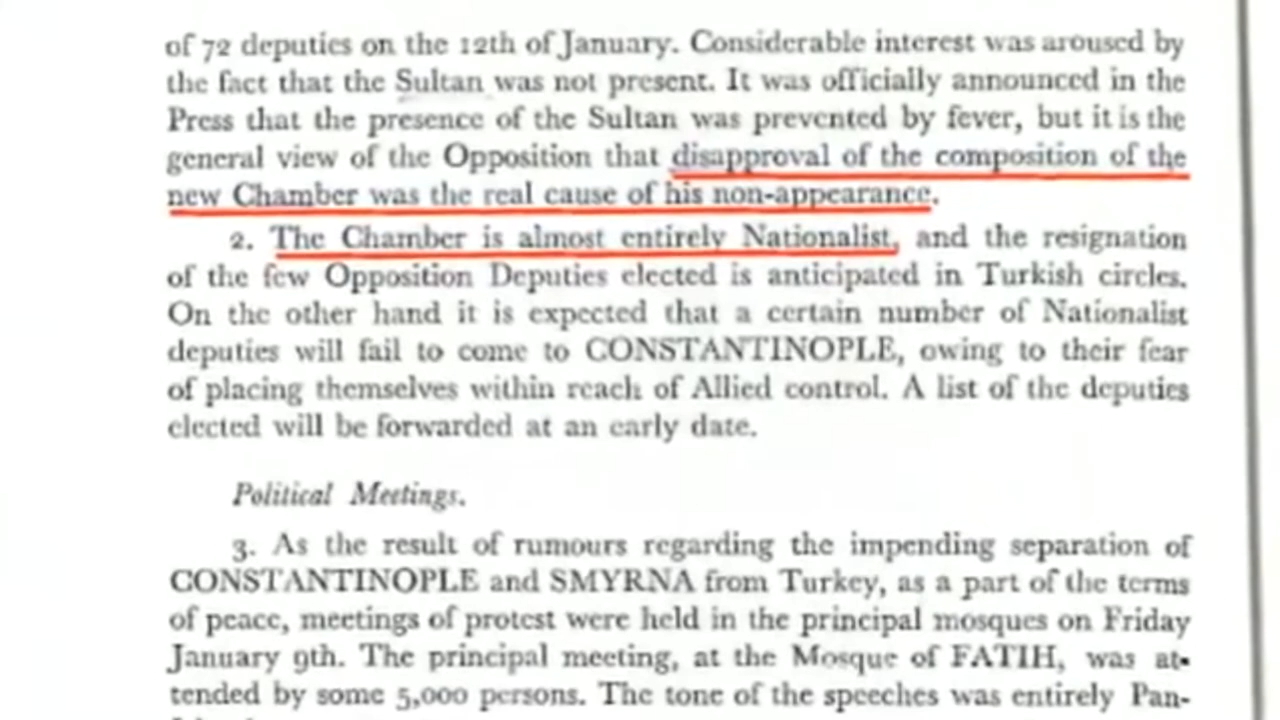 of 72 deputies on the 12th of January. Considerable interest was aroused by
the fact that the Sultan was not present. It was officially announced in the
Press that the presence of the Sultan was prevented by fever, but it is the
general view of the Opposition that disapproval of the composition of the
new Chamber was the real cause of his non-appearance.
2. The Chamber is almost entirely Nationalist, and the resignation
of the few Opposition Deputies elected is anticipated in Turkish circles.
On the other hand it is expected that a certain number of Nationalist
deputies will fail to come to CONSTANTINOPLE, owing to their fear
of placing themselves within reach of Allied control. A list of the deputies
elected will be forwarded at an early date.
Political Meetings.
3. As the result of rumours regarding the impending separation of
CONSTANTINOPLE and SMYRNA from Turkey, as a part of the terms
of peace, meetings of protest were held in the principal mosques on Friday
January 9th. The principal meeting, at the Mosque of FATIH, was at-
tended by some 5,000 persons. The tone of the speeches was entirely Pan-